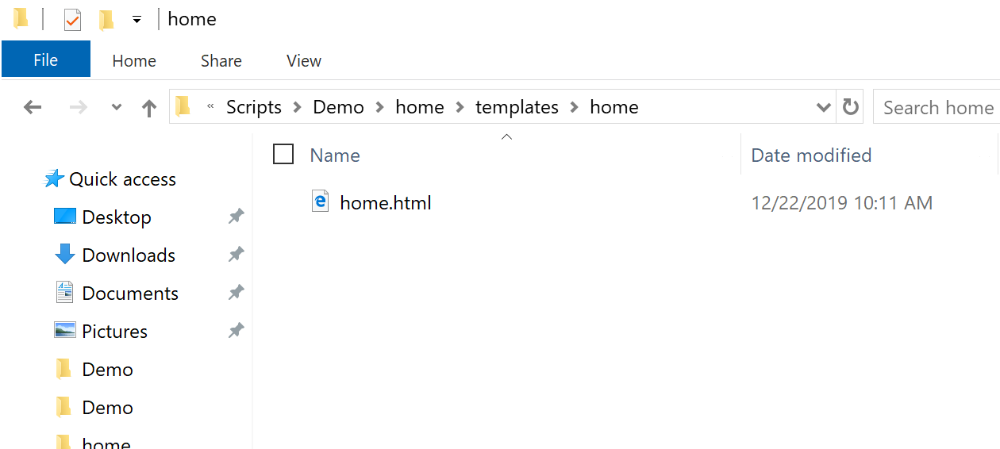 home
File Home Share View
« Scripts > Demo > home > templates > home Search home
Name Date modified
Quick access
home.html 12/22/2019 10:11 AM
Desktop
Downloads
Documents
Pictures
Demo
Demo
home